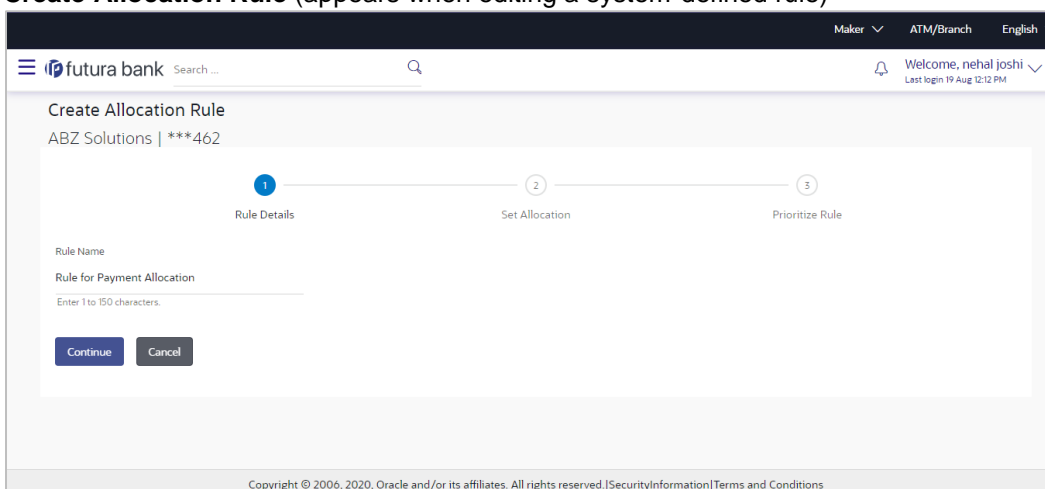 Create Allocation Rule (appears when editing a system-defined rule)
Maker ATM/Branch English
futura bank Search ... Welcome, nehal joshi
Last login 19 Aug 12:12 PM
Create Allocation Rule
ABZ Solutions | ***462
1 2 3
Rule Details Set Allocation Prioritize Rule
Rule Name
Rule for Payment Allocation
Enter 1 to 150 characters.
Continue Cancel
Copyright © 2006, 2020, Oracle and/or its affiliates. All rights reserved.|SecurityInformation|Terms and Conditions